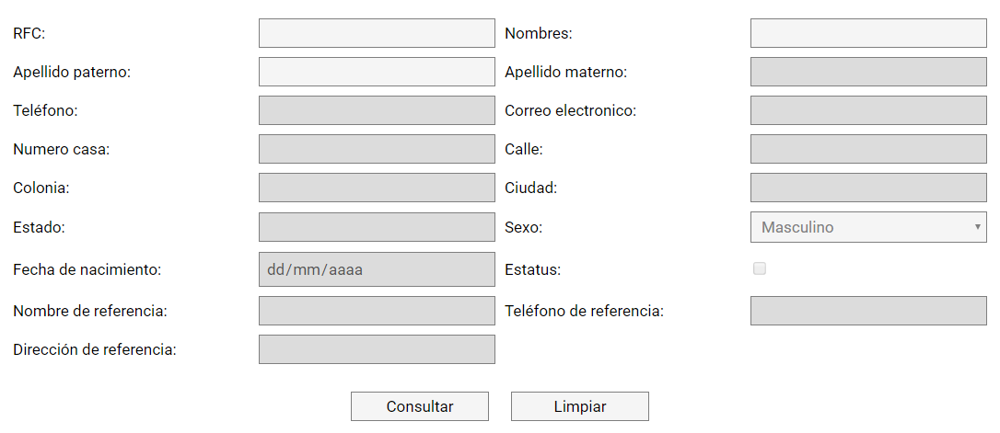 RFC: Nombres:
Apellido paterno: Apellido materno:
Teléfono: Correo electronico:
Numero casa: Calle:
Colonia: Ciudad:
Estado: Sexo: Masculino
Fecha de nacimiento: dd/mm/aaaa Estatus:
Nombre de referencia: Teléfono de referencia:
Dirección de referencia:
Consultar Limpiar